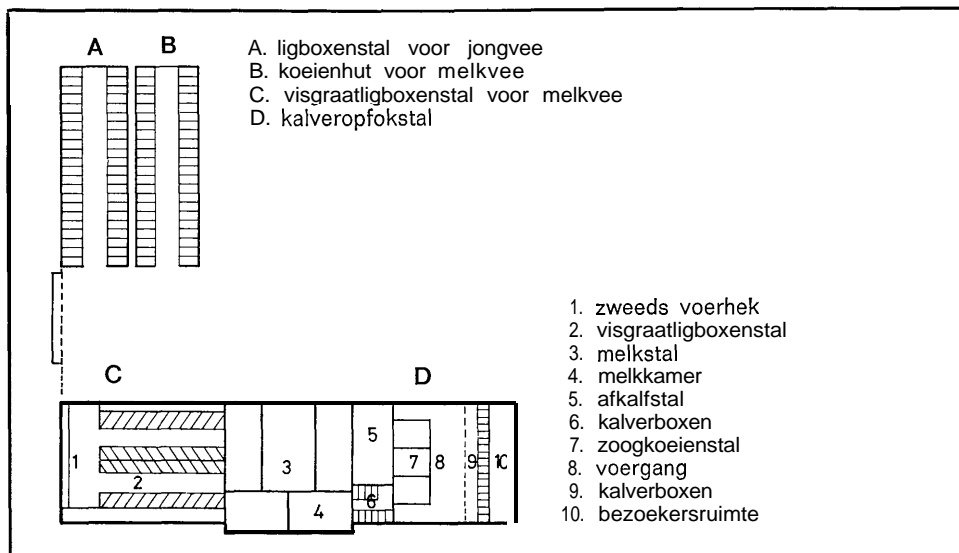 A B
A. ligboxenstal voor jongvee
B. koeienhut voor melkvee
C. visgraatligboxenstal voor melkvee
D. kalveropfokstal
1. zweeds voerhek
2. visgraatligboxenstal
3. melkstal
4. melkkamer
5. afkalfstal
6. kalverboxen
7. zoogkoeienstal
8. voergang
9. kalverboxen
10. bezoekersruimte
C D
1 2 3 4 5 6 7 8 9 10